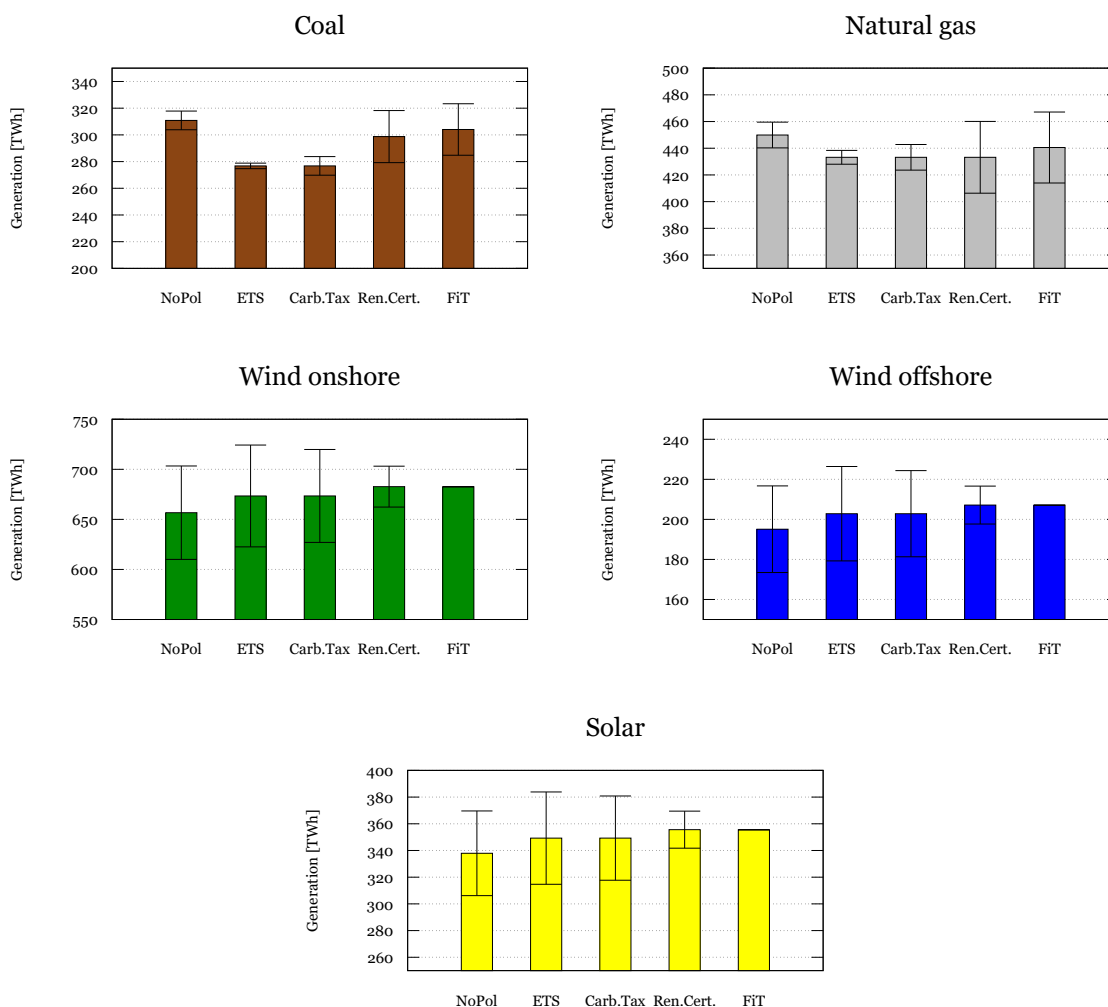 Coal
Generation [TWh]
340
320
300
280
260
240
220
200
NoPol ETS Carb.Tax Ren.Cert. FiT
Natural gas
Generation [TWh]
500
480
460
440
420
400
480
360
NoPol ETS Carb.Tax Ren.Cert. FiT
Wind onshore
Generation [TWh]
750
700
650
600
550
NoPol ETS Carb.Tax Ren.Cert. FiT
Wind offshore
Generation [TWh]
240
220
200
180
160
NoPol ETS Carb.Tax Ren.Cert. FiT
Solar
Generation [TWh]
400
380
360
340
320
300
280
260
NoPol ETS Carb.Tax Ren.Cert. FiT